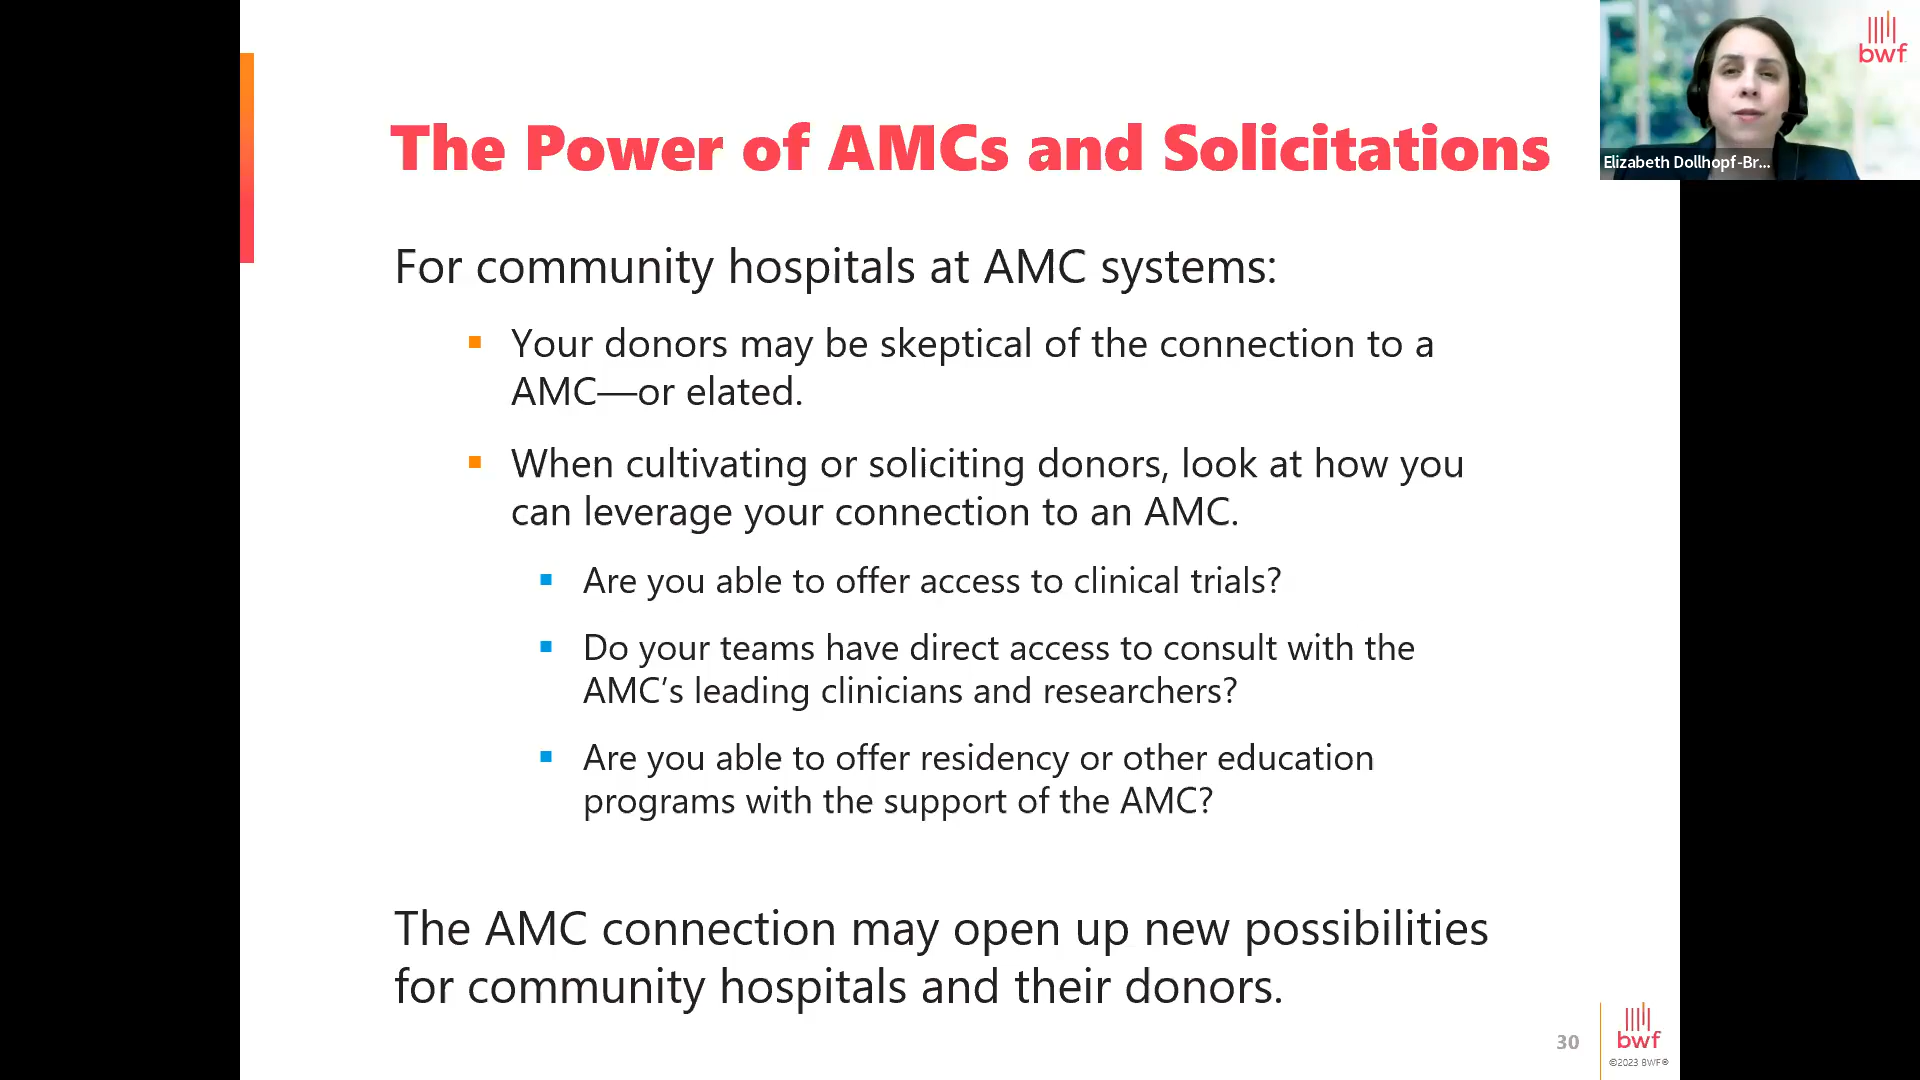 bwf
Elizabeth Dollhopf-Br...
The Power of AMCs and Solicitations
For community hospitals at AMC systems:
Your donors may be skeptical of the connection to a
AMC—or elated.
When cultivating or soliciting donors, look at how you
can leverage your connection to an AMC.
Are you able to offer access to clinical trials?
Do your teams have direct access to consult with the
AMC’s leading clinicians and researchers?
Are you able to offer residency or other education
programs with the support of the AMC?
The AMC connection may open up new possibilities
for community hospitals and their donors.
30
bwf
©2023 BWF®